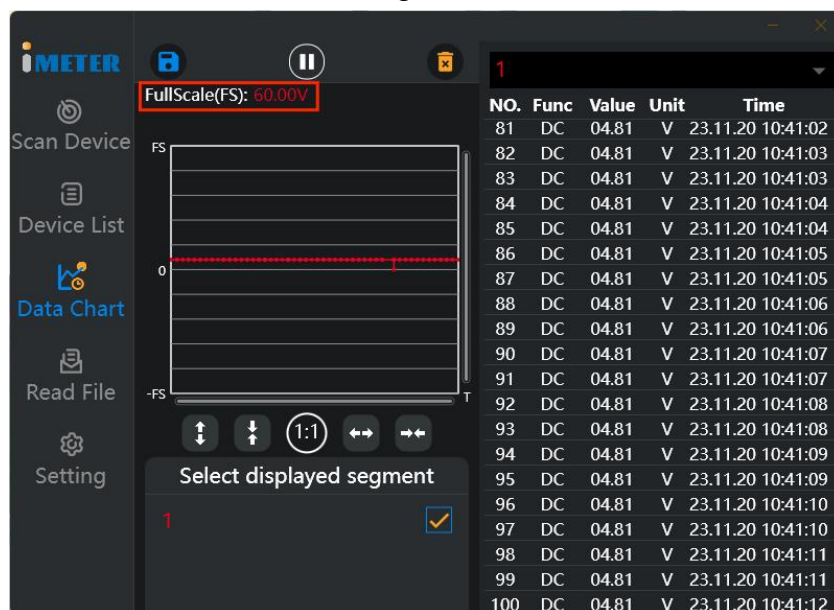 iMETER
Scan Device
Device List
Data Chart
Read File
Setting
FullScale(FS): 60.00V
FS
0
-FS
T
1
1:1
Select displayed segment
1
1
NO. Func Value Unit Time
81 DC 04.81 V 23.11.20 10:41:02
82 DC 04.81 V 23.11.20 10:41:03
83 DC 04.81 V 23.11.20 10:41:03
84 DC 04.81 V 23.11.20 10:41:04
85 DC 04.81 V 23.11.20 10:41:04
86 DC 04.81 V 23.11.20 10:41:05
87 DC 04.81 V 23.11.20 10:41:05
88 DC 04.81 V 23.11.20 10:41:06
89 DC 04.81 V 23.11.20 10:41:06
90 DC 04.81 V 23.11.20 10:41:07
91 DC 04.81 V 23.11.20 10:41:07
92 DC 04.81 V 23.11.20 10:41:08
93 DC 04.81 V 23.11.20 10:41:08
94 DC 04.81 V 23.11.20 10:41:09
95 DC 04.81 V 23.11.20 10:41:09
96 DC 04.81 V 23.11.20 10:41:10
97 DC 04.81 V 23.11.20 10:41:10
98 DC 04.81 V 23.11.20 10:41:11
99 DC 04.81 V 23.11.20 10:41:11
100 DC 04.81 V 23.11.20 10:41:12